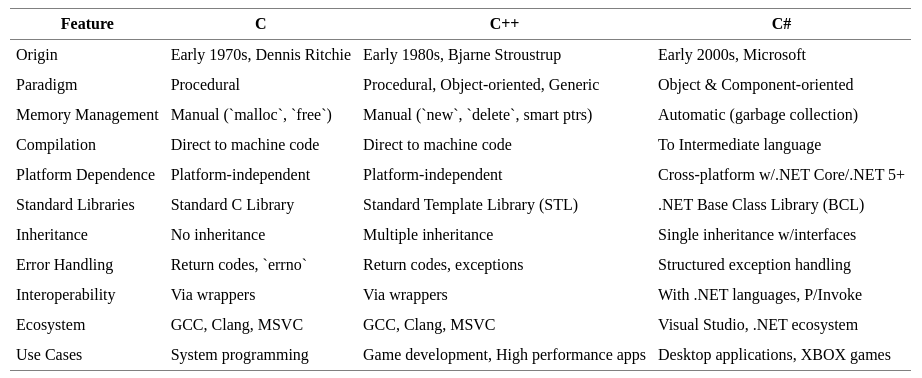 Feature C C++ C#
Origin Early 1970s, Dennis Ritchie Early 1980s, Bjarne Stroustrup Early 2000s, Microsoft
Paradigm Procedural Procedural, Object-oriented, Generic Object & Component-oriented
Memory Management Manual (`malloc`, `free`) Manual (`new`, `delete`, smart ptrs) Automatic (garbage collection)
Compilation Direct to machine code Direct to machine code To Intermediate language
Platform Dependence Platform-independent Platform-independent Cross-platform w/.NET Core/.NET 5+
Standard Libraries Standard C Library Standard Template Library (STL) .NET Base Class Library (BCL)
Inheritance No inheritance Multiple inheritance Single inheritance w/interfaces
Error Handling Return codes, `errno` Return codes, exceptions Structured exception handling
Interoperability Via wrappers Via wrappers With .NET languages, P/Invoke
Ecosystem GCC, Clang, MSVC GCC, Clang, MSVC Visual Studio, .NET ecosystem
Use Cases System programming Game development, High performance apps Desktop applications, XBOX games